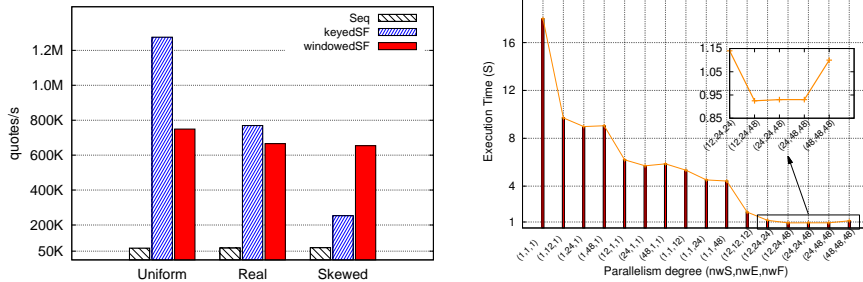 Seq
keyedSF
windowedSF
1.2M
1M
800K
600K
400K
200K
50K
quotes/s
Uniform Real Skewed
16
12
8
4
1
Execution Time (S)
1.15
1.05
0.95
0.85
(12,24,24) (12,24,48) (24,24,48) (24,48,48) (48,48,48)
(1,1,1) (1,12,1) (1,24,1) (1,48,1) (12,1,1) (24,1,1) (48,1,1) (1,1,12) (1,1,24) (1,1,48) (12,12,12) (12,24,24) (12,24,48) (24,24,48) (24,48,48) (48,48,48)
Parallelism degree (nwS,nwE,nwF)